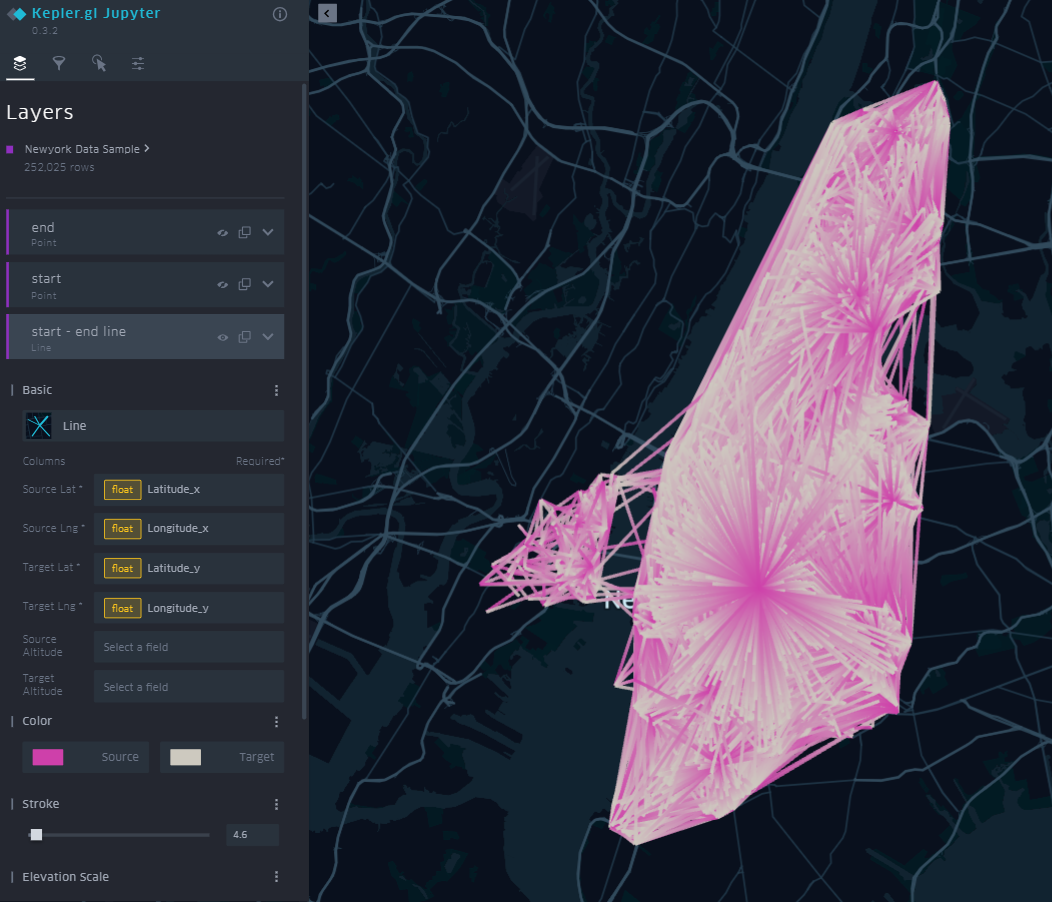 Kepler.gl Jupyter
0.3.2
Layers
Newyork Data Sample
252,025 rows
end
Point
start
Point
start - end line
Line
Basic
Line
Columns Required*
Source Lat * float Latitude_x
Source Lng * float Longitude_x
Target Lat * float Latitude_y
Target Lng * float Longitude_y
Source Altitude Select a field
Target Altitude Select a field
Color
Source Target
Stroke
4.6
Elevation Scale